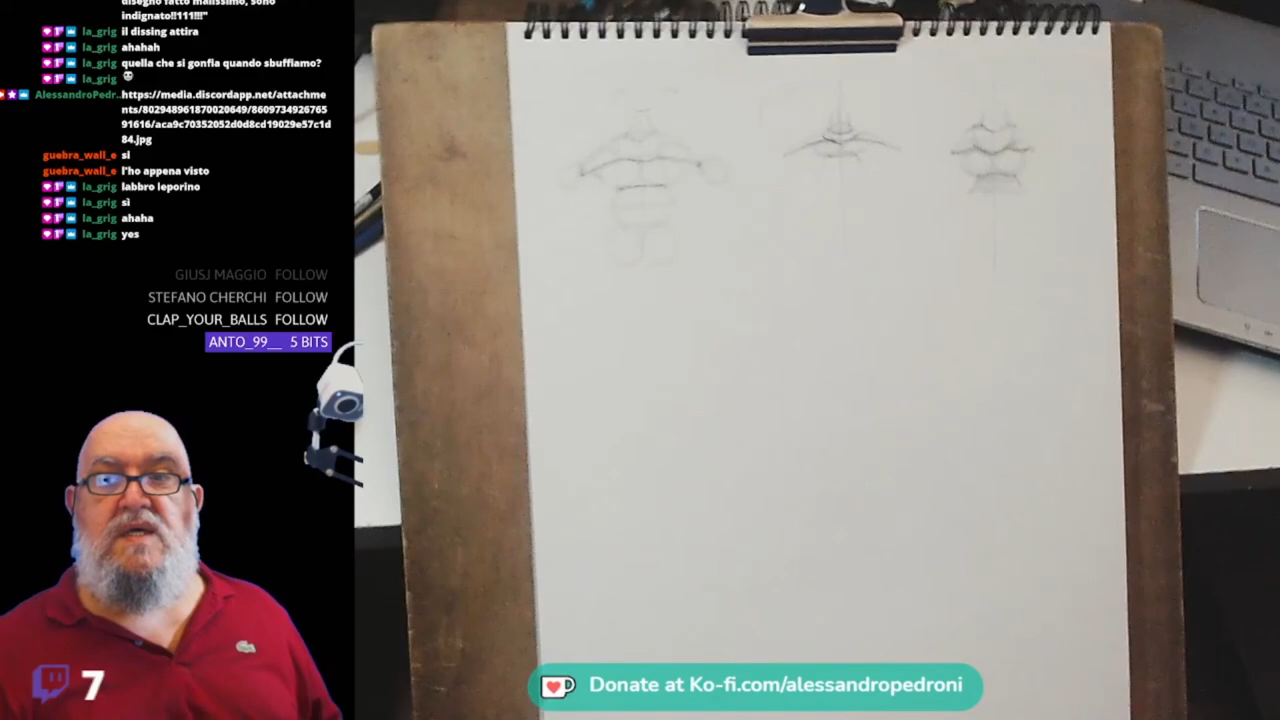 disegno fatto malissimo, sono
indignato!!111!!!"
la_grig il dissing attira
la_grig ahahah
la_grig quella che si gonfia quando sbuffiamo?
la_grig
AlessandroPedr.. https://media.discordapp.net/attachme
nts/802948961870020649/8609734926765
91616/aca9c70352052d0d8cd19029e57c1d
84.jpg
guebra_wall_e si
guebra_wall_e l'ho appena visto
la_grig labbro leporino
la_grig sì
la_grig ahaha
la_grig yes
GIUSJ MAGGIO FOLLOW
STEFANO CHERCHI FOLLOW
CLAP_YOUR_BALLS FOLLOW
ANTO_99__ 5 BITS
7
Donate at Ko-fi.com/alessandropedroni